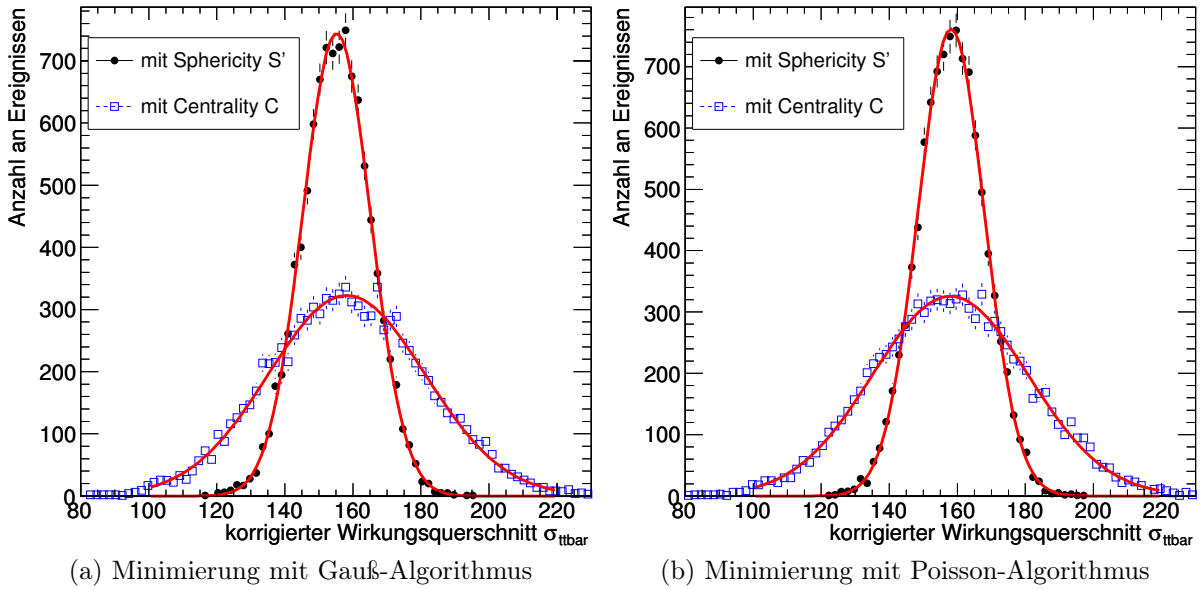 Anzahl an Ereignissen
700
600
500
400
300
200
100
0
mit Sphericity S'
mit Centrality C
80 100 120 140 160 180 200 220
korrigierter Wirkungsquerschnitt σttbar
(a) Minimierung mit Gauß-Algorithmus
Anzahl an Ereignissen
700
600
500
400
300
200
100
0
mit Sphericity S'
mit Centrality C
80 100 120 140 160 180 200 220
korrigierter Wirkungsquerschnitt σttbar
(b) Minimierung mit Poisson-Algorithmus